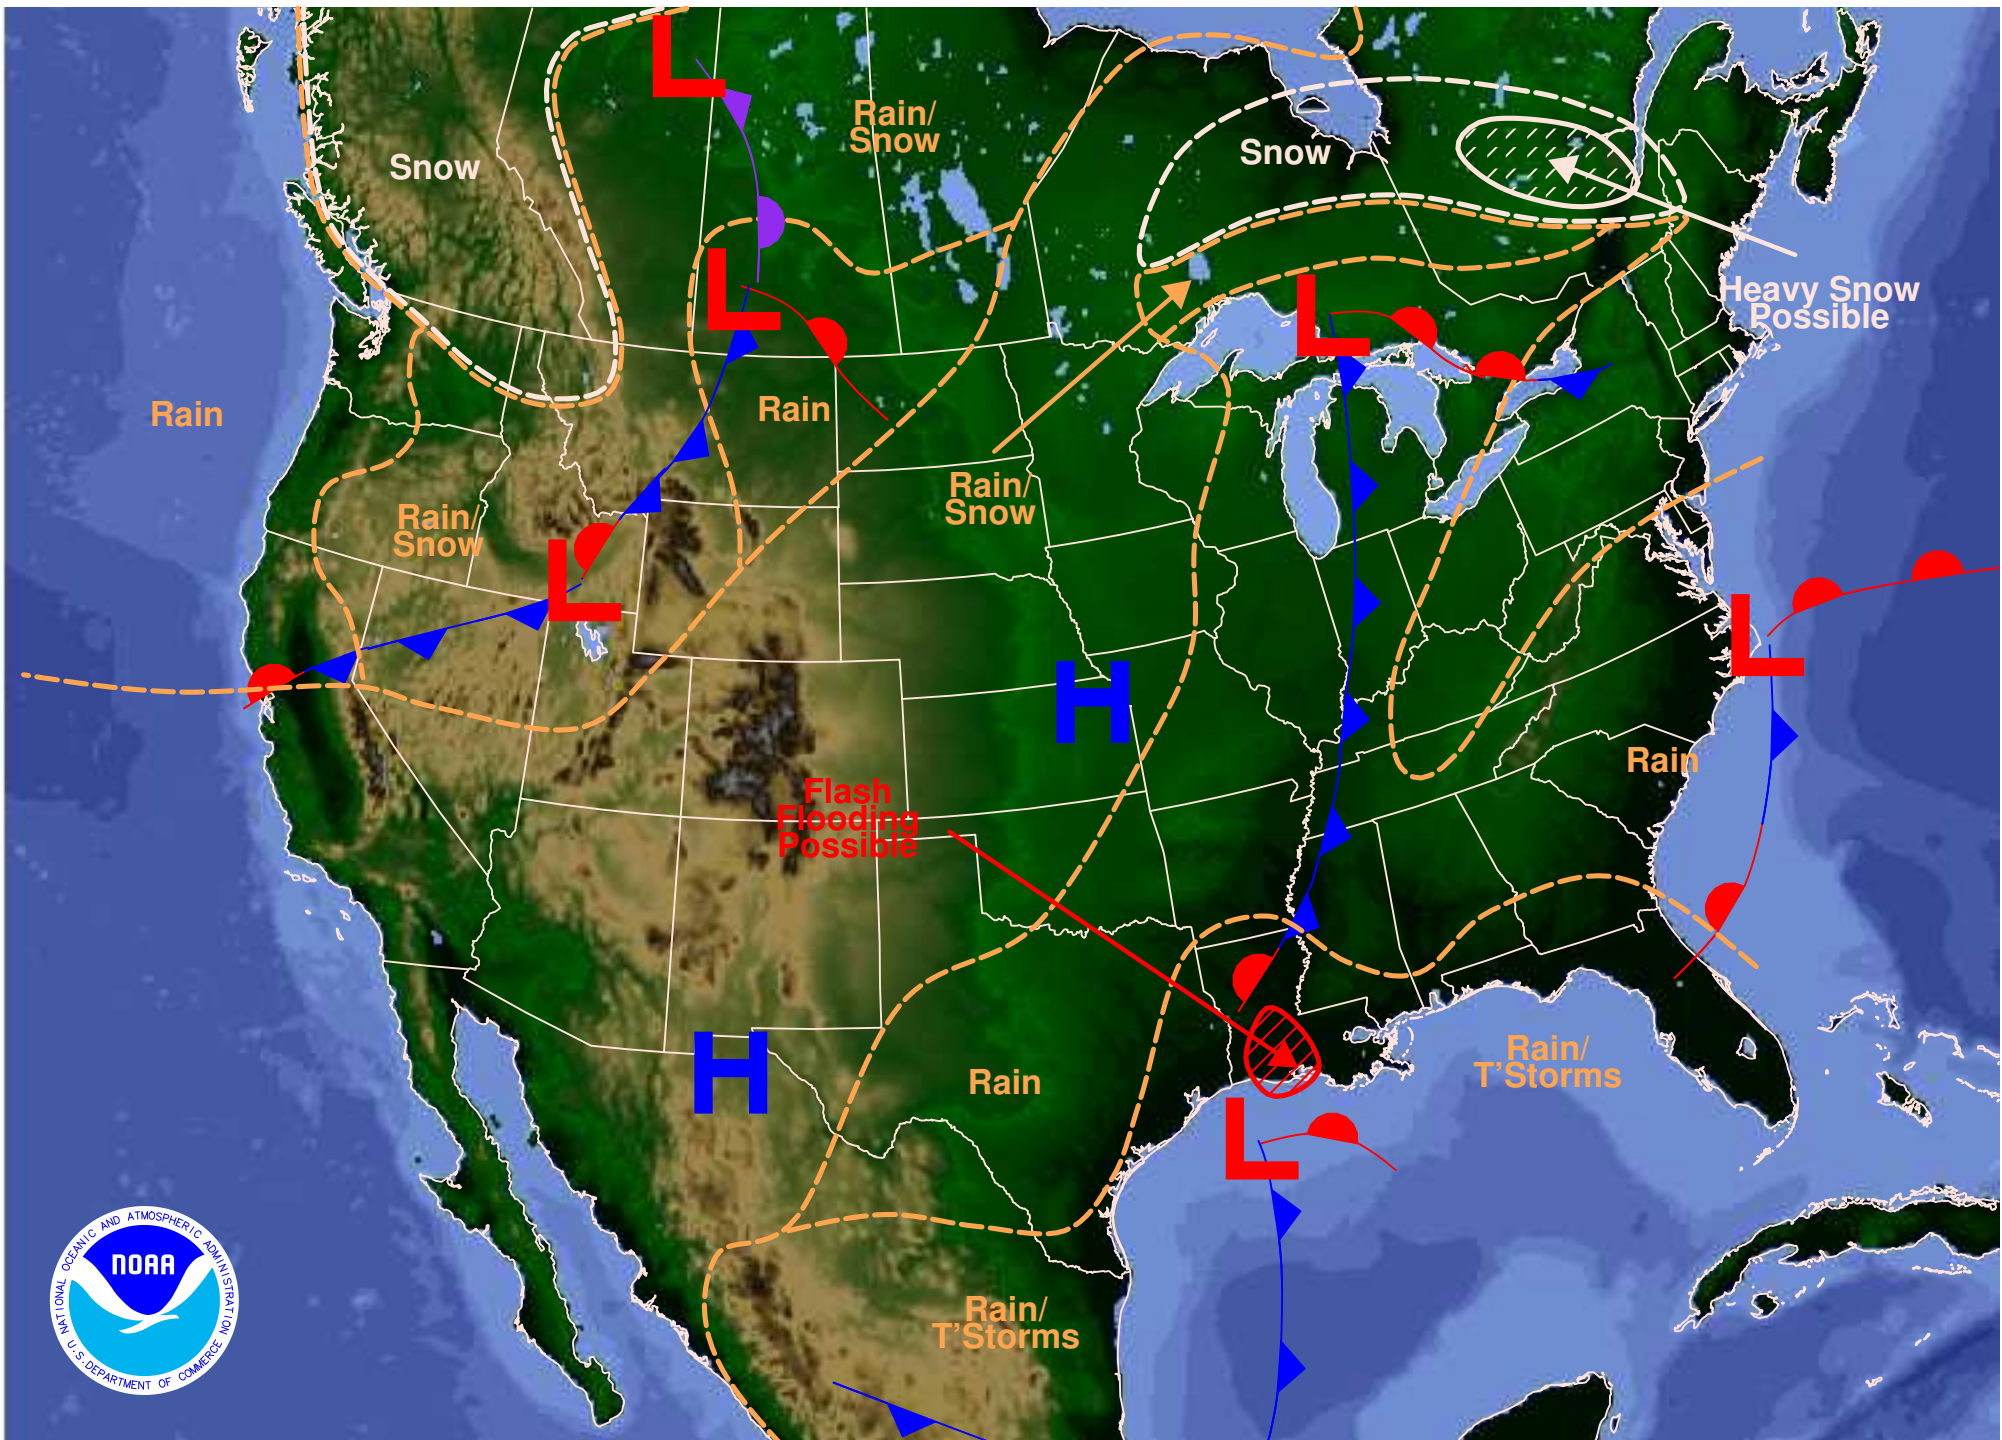 L
Rain/
Snow
Snow
Snow
Heavy Snow
Possible
L
L
Rain
Rain
Rain/
Snow
Rain/
Snow
L
L
H
Rain
Flash
Flooding
Possible
H
Rain
Rain/
T'Storms
L
Rain/
T'Storms
NATIONAL OCEANIC AND ATMOSPHERIC ADMINISTRATION
NOAA
U.S. DEPARTMENT OF COMMERCE